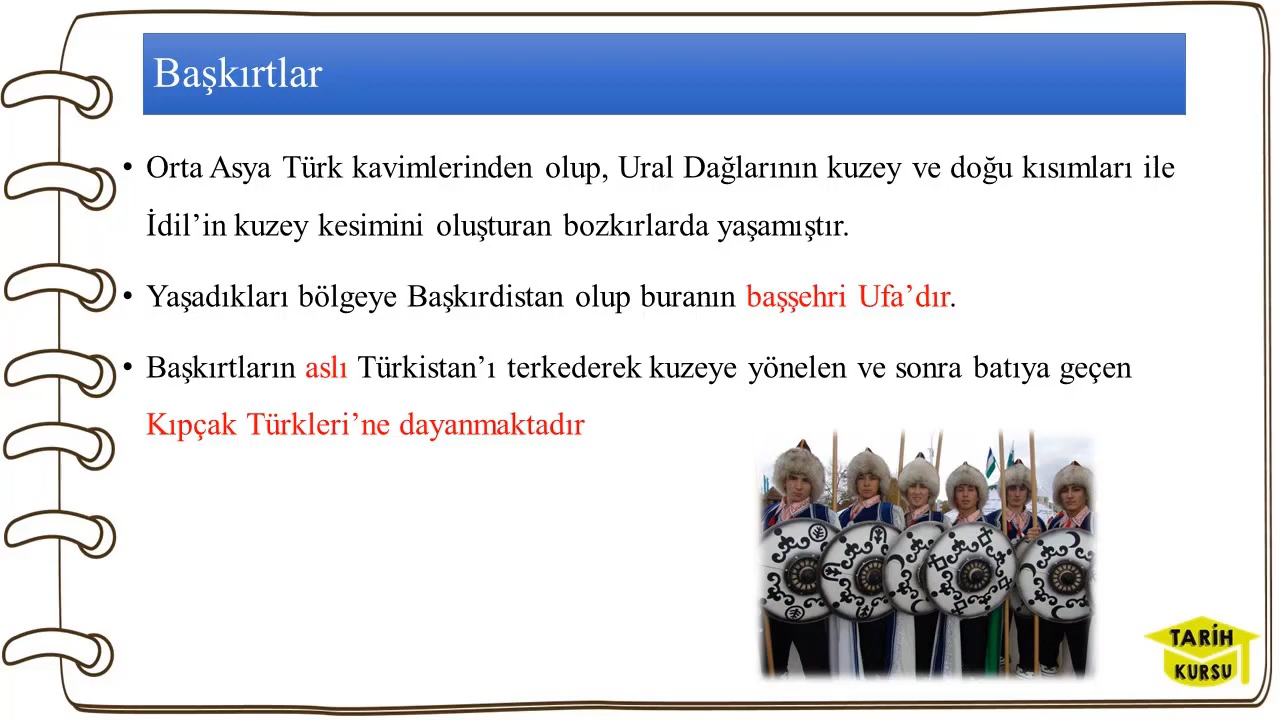 Başkırtlar
• Orta Asya Türk kavimlerinden olup, Ural Dağlarının kuzey ve doğu kısımları ile
İdil’in kuzey kesimini oluşturan bozkırlarda yaşamıştır.
• Yaşadıkları bölgeye Başkırdistan olup buranın başşehri Ufa’dır.
• Başkırtların aslı Türkistan’ı terkederek kuzeye yönelen ve sonra batıya geçen
Kıpçak Türkleri’ne dayanmaktadır
TARİH
KURSU